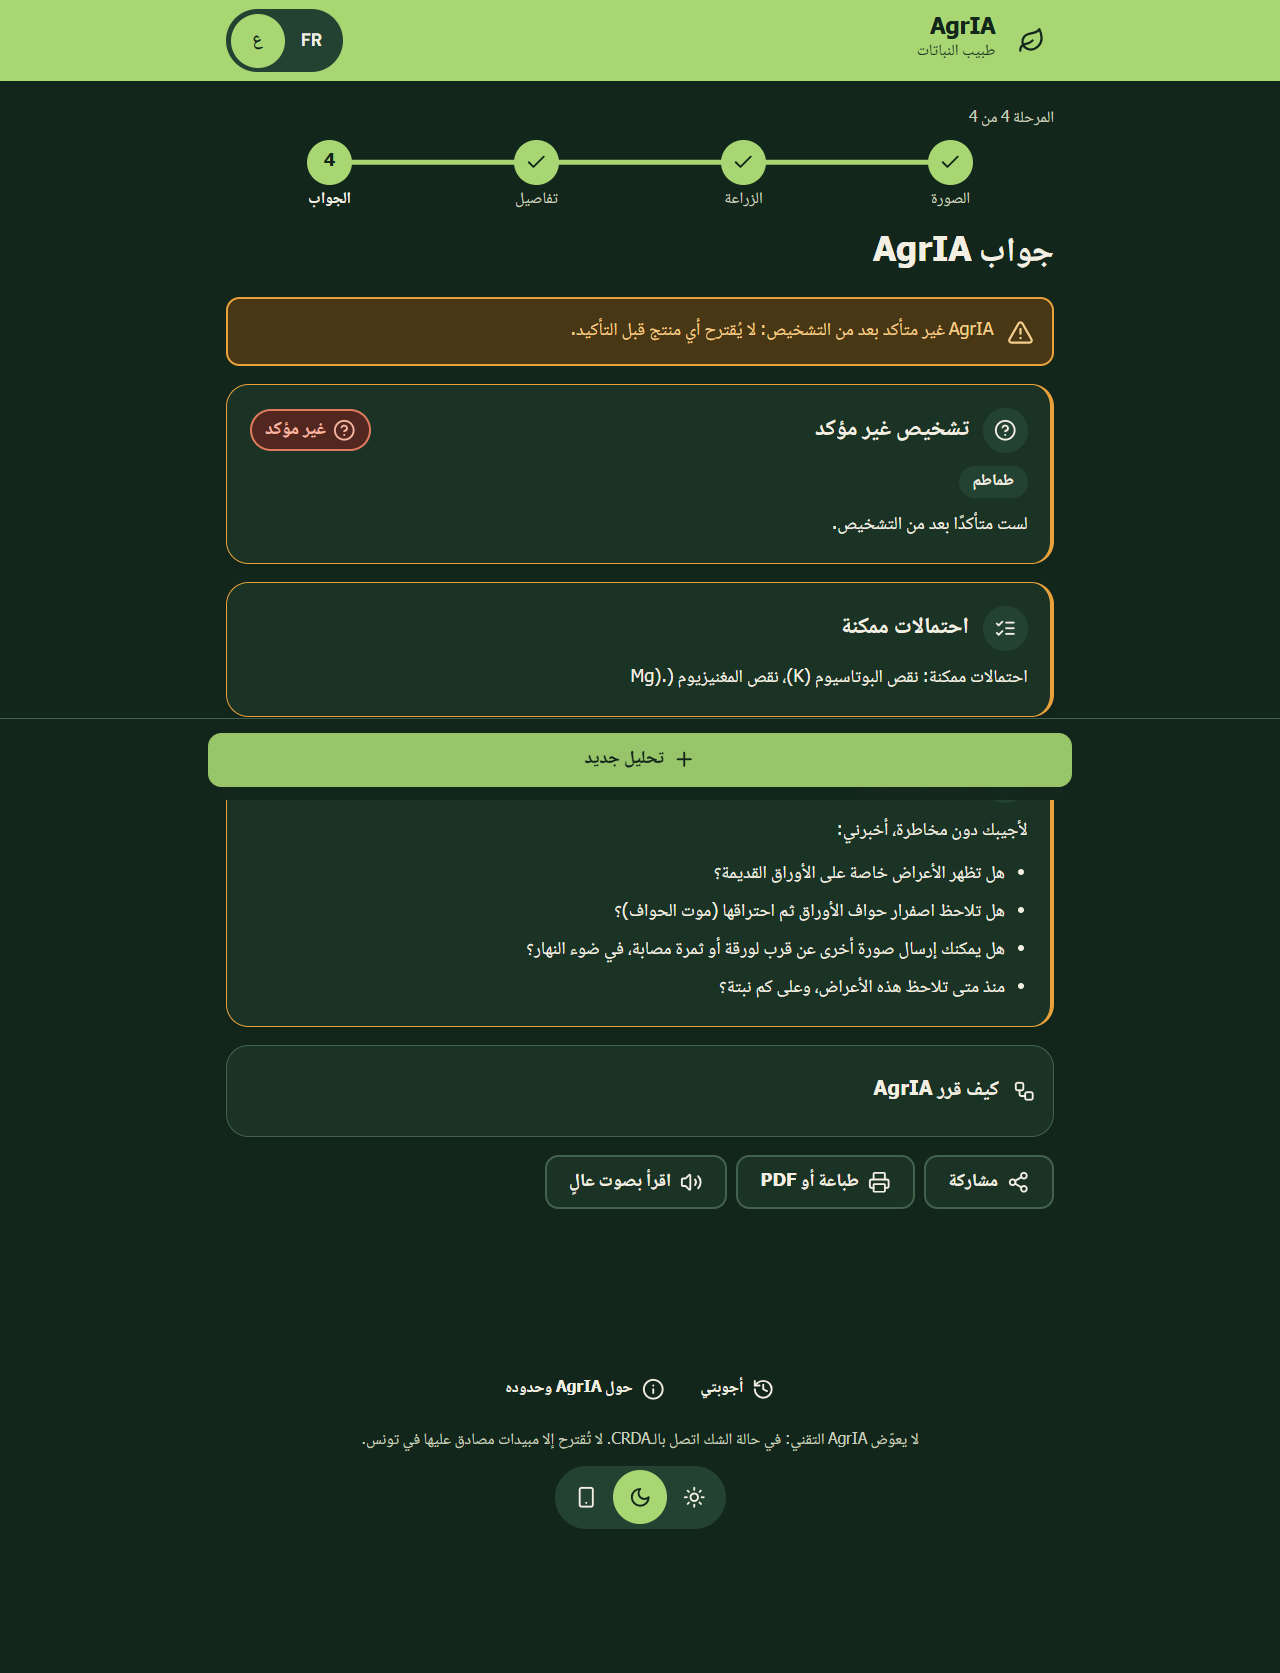 AgrIA
طبيب النباتات
FR
ع
المرحلة 4 من 4
4
الصورة
الزراعة
تفاصيل
الجواب
جواب AgrIA
AgrIA غير متأكد بعد من التشخيص: لا يُقترح أي منتج قبل التأكيد.
تشخيص غير مؤكد
غير مؤكد
طماطم
لست متأكدًا بعد من التشخيص.
احتمالات ممكنة
احتمالات ممكنة: نقص البوتاسيوم (K)، نقص المغنيزيوم (Mg).
تحليل جديد
لأجيبك دون مخاطرة، أخبرني:
هل تظهر الأعراض خاصة على الأوراق القديمة؟
هل تلاحظ اصفرار حواف الأوراق ثم احتراقها (موت الحواف)؟
هل يمكنك إرسال صورة أخرى عن قرب لورقة أو ثمرة مصابة، في ضوء النهار؟
منذ متى تلاحظ هذه الأعراض، وعلى كم نبتة؟
كيف قرر AgrIA
مشاركة
طباعة أو PDF
اقرأ بصوت عالٍ
أجوبتي
حول AgrIA وحدوده
لا يعوّض AgrIA التقني: في حالة الشك اتصل بالـCRDA. لا تُقترح إلا مبيدات مصادق عليها في تونس.